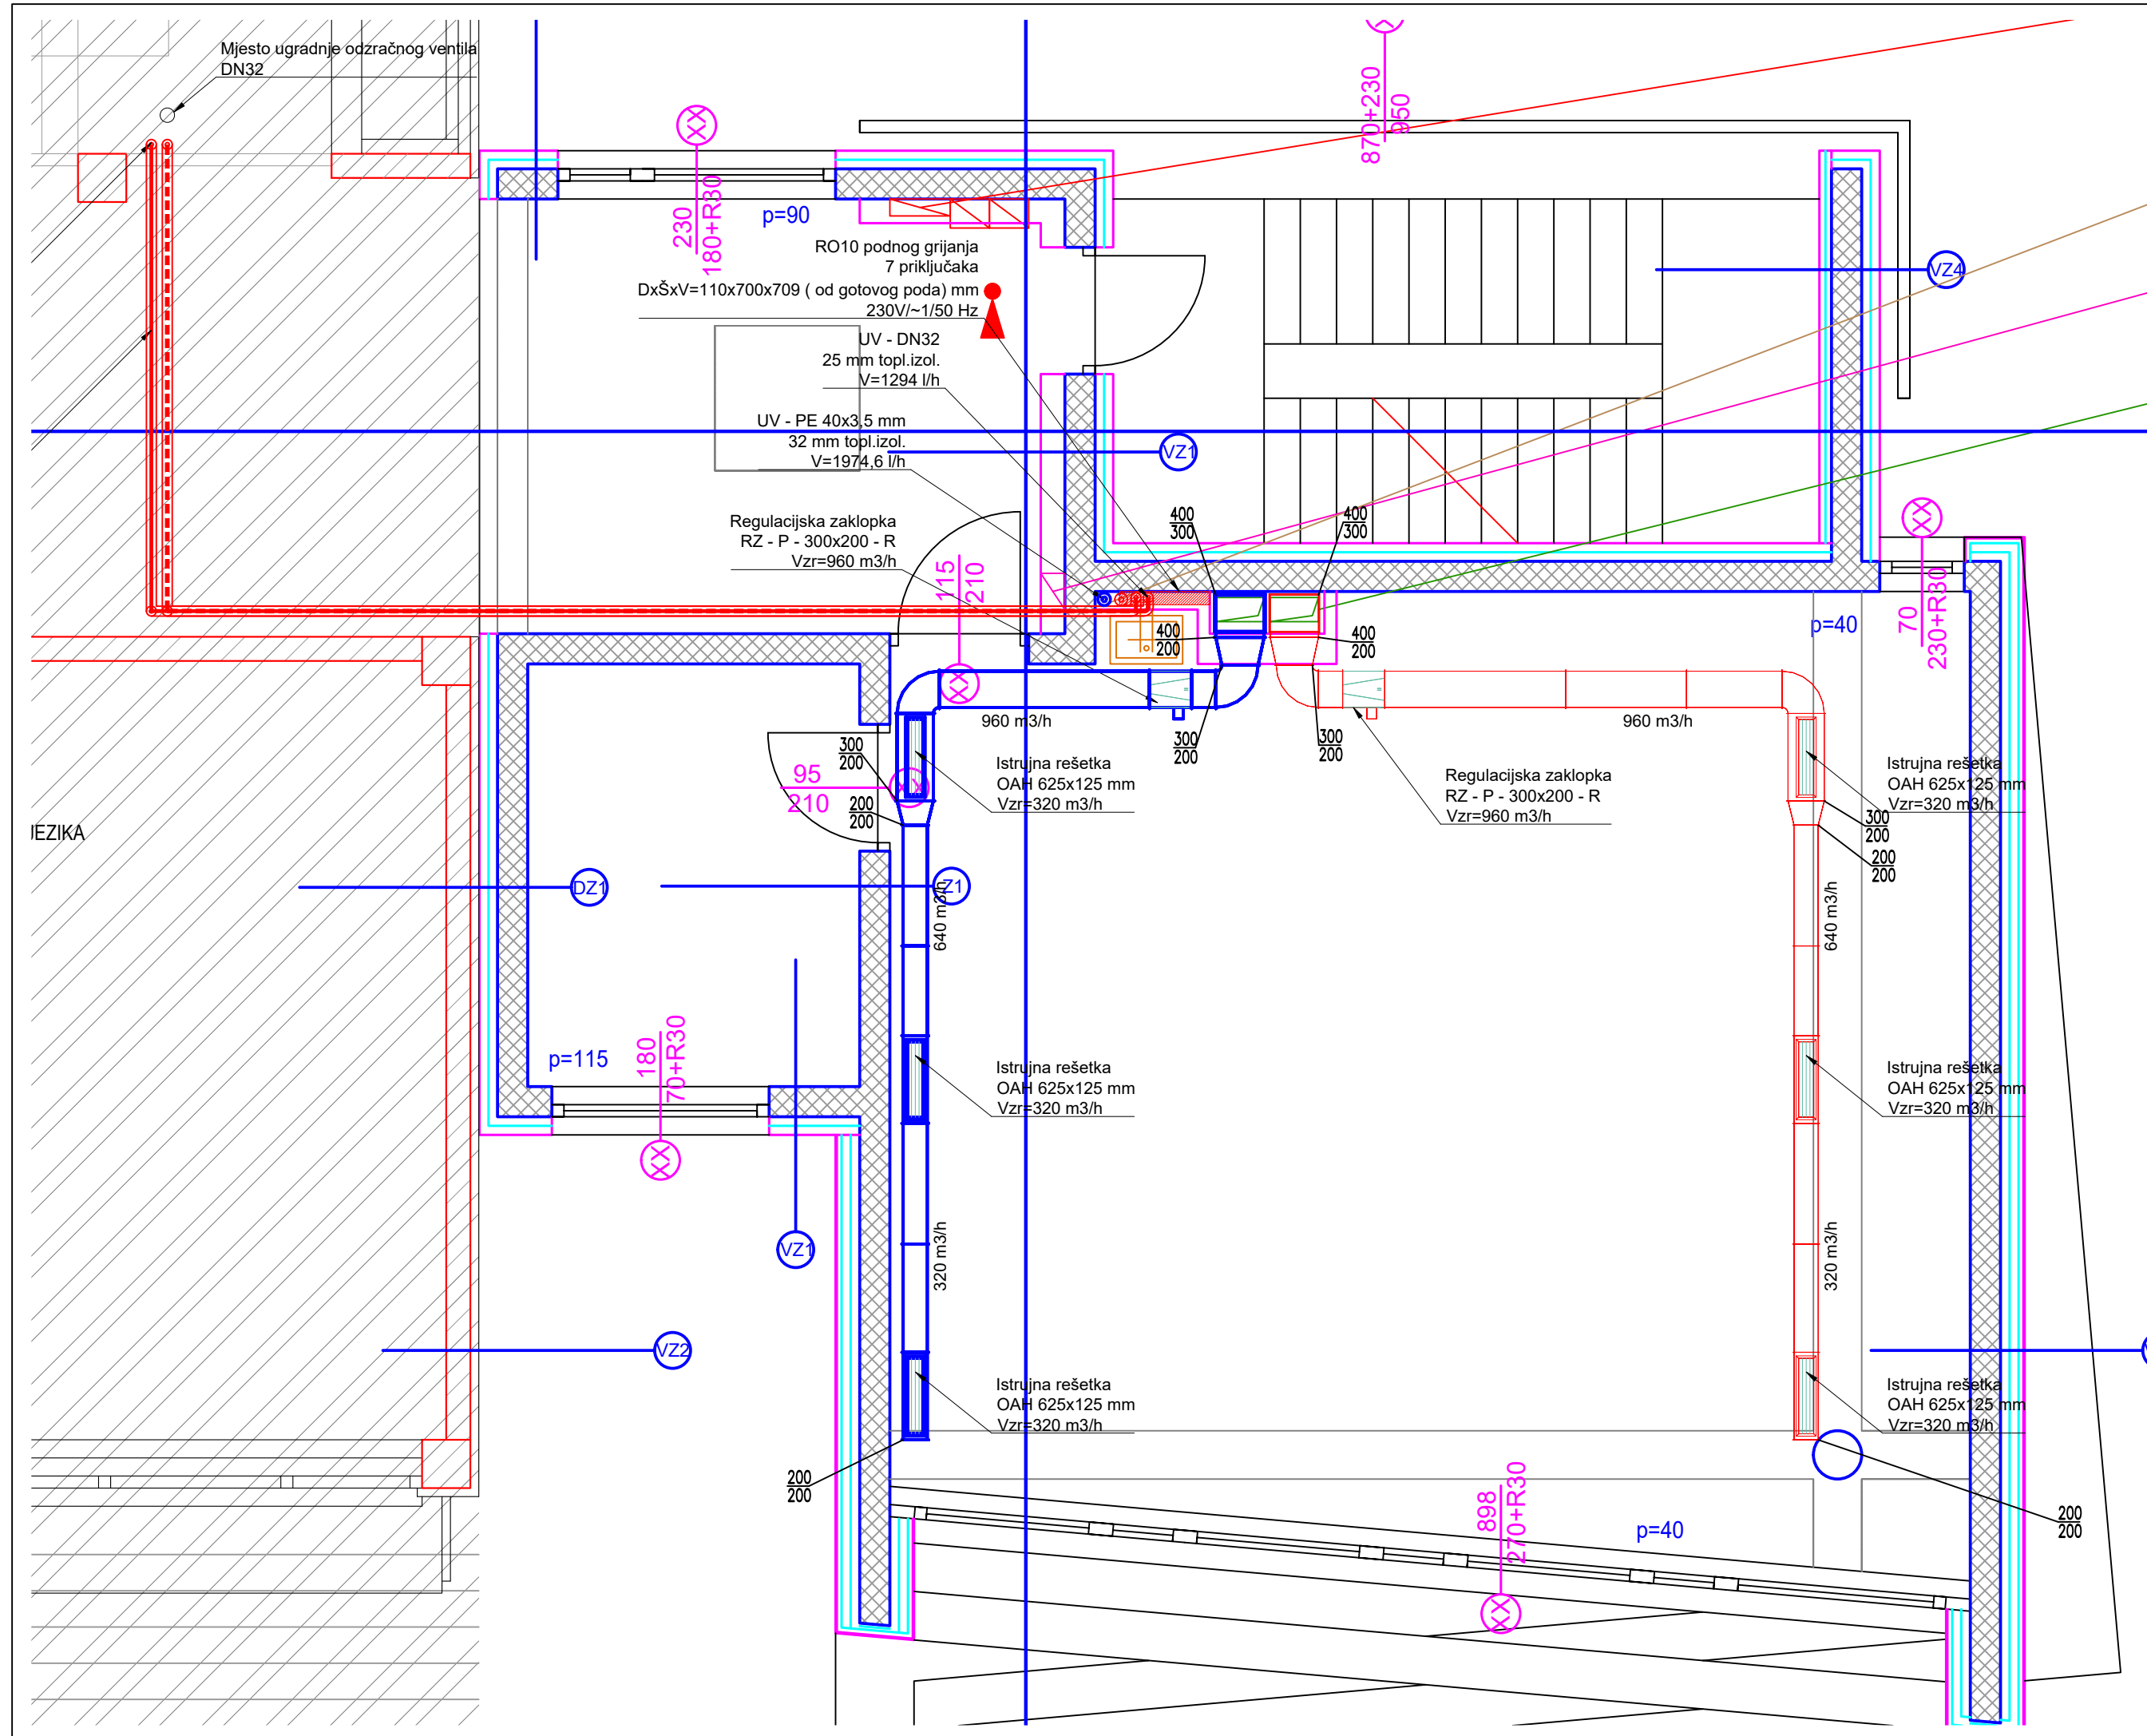 Mjesto ugradnje odzračnog ventila
DN32
XX
230
180+R30
p=90
870+230
950
RO10 podnog grijanja
7 priključaka
DxŠxV=110x700x709 ( od gotovog poda) mm
230V/~1/50 Hz
VZ4
UV - DN32
25 mm topl.izol.
V=1294 l/h
UV - PE 40x3,5 mm
32 mm topl.izol.
V=1974,6 l/h
VZ1
Regulacijska zaklopka
RZ - P - 300x200 - R
Vzr=960 m3/h
115
210
XX
400
300
400
300
400
200
400
200
XX
70
230+R30
p=40
960 m3/h
300
200
300
200
960 m3/h
300
200
200
200
95
210
XX
Istrujna rešetka
OAH 625x125 mm
Vzr=320 m3/h
Regulacijska zaklopka
RZ - P - 300x200 - R
Vzr=960 m3/h
Istrujna rešetka
OAH 625x125 mm
Vzr=320 m3/h
300
200
200
200
JEZIKA
DZ1
Z1
640 m3/h
640 m3/h
p=115
180
70+R30
XX
Istrujna rešetka
OAH 625x125 mm
Vzr=320 m3/h
Istrujna rešetka
OAH 625x125 mm
Vzr=320 m3/h
VZ1
320 m3/h
320 m3/h
VZ2
Istrujna rešetka
OAH 625x125 mm
Vzr=320 m3/h
Istrujna rešetka
OAH 625x125 mm
Vzr=320 m3/h
200
200
898
270+R30
XX
p=40
200
200